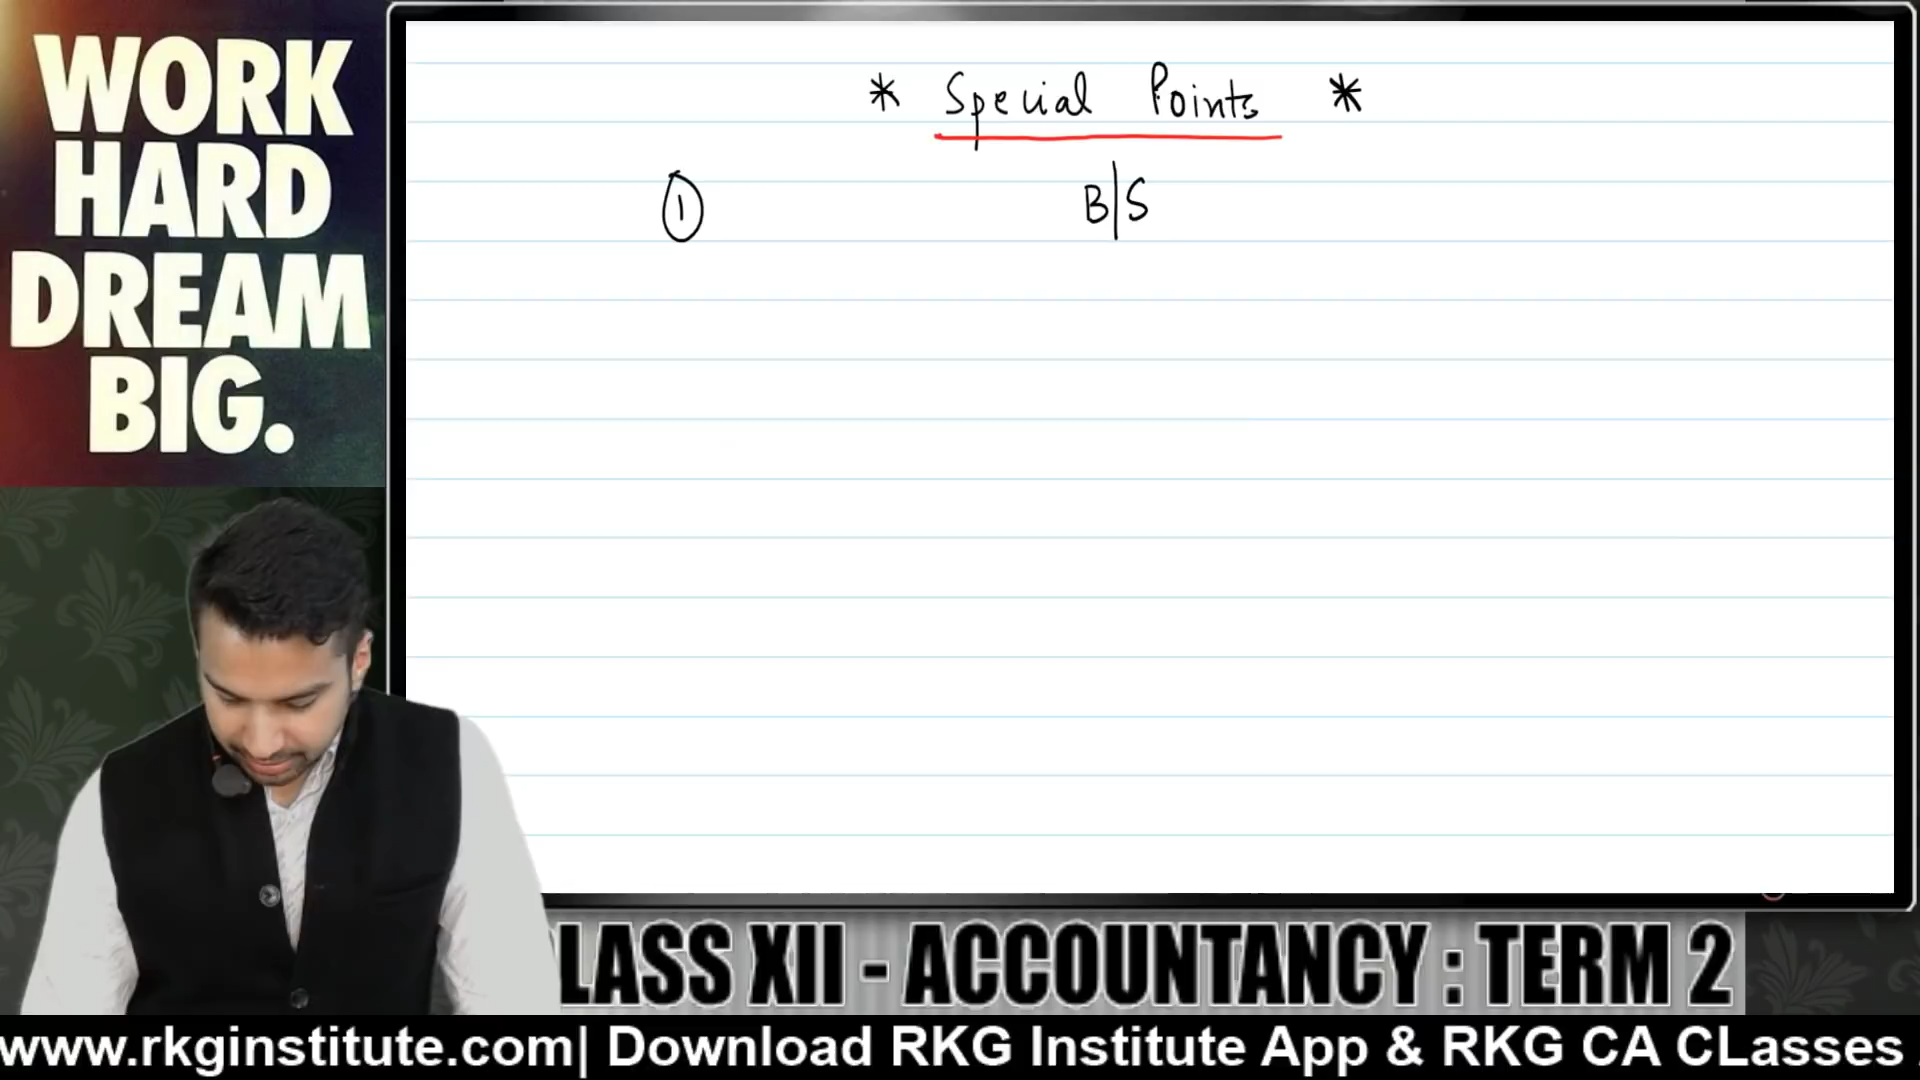 WORK
HARD
DREAM
BIG.
* Special Points *
① B|S
LASS XII - ACCOUNTANCY : TERM 2
www.rkginstitute.com| Download RKG Institute App & RKG CA CLasses